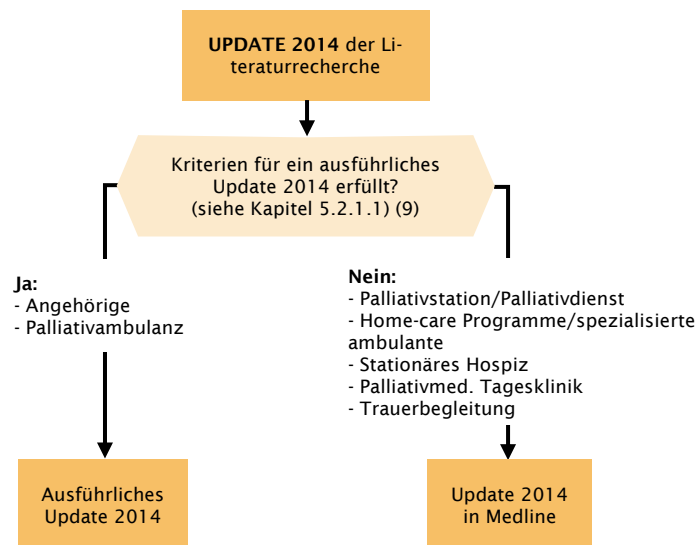 UPDATE 2014 der Li-
teraturrecherche
Kriterien für ein ausführliches
Update 2014 erfüllt?
(siehe Kapitel 5.2.1.1) (9)
Ja:
- Angehörige
- Palliativambulanz
Nein:
- Palliativstation/Palliativdienst
- Home-care Programme/spezialisierte
ambulante
- Stationäres Hospiz
- Palliativmed. Tagesklinik
- Trauerbegleitung
Ausführliches
Update 2014
Update 2014
in Medline